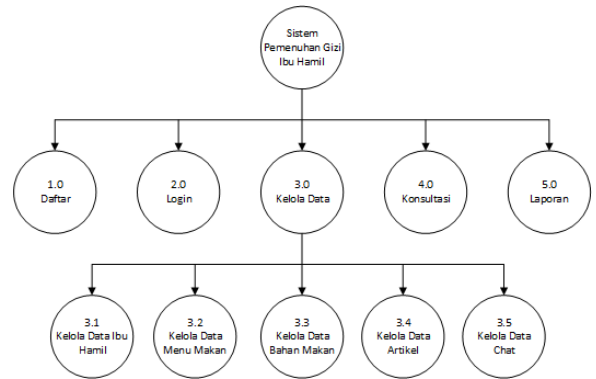 Sistem
Pemenuhan Gizi
Ibu Hamil
1.0
Daftar
2.0
Login
3.0
Kelola Data
4.0
Konsultasi
5.0
Laporan
3.1
Kelola Data Ibu
Hamil
3.2
Kelola Data
Menu Makan
3.3
Kelola Data
Bahan Makan
3.4
Kelola Data
Artikel
3.5
Kelola Data
Chat